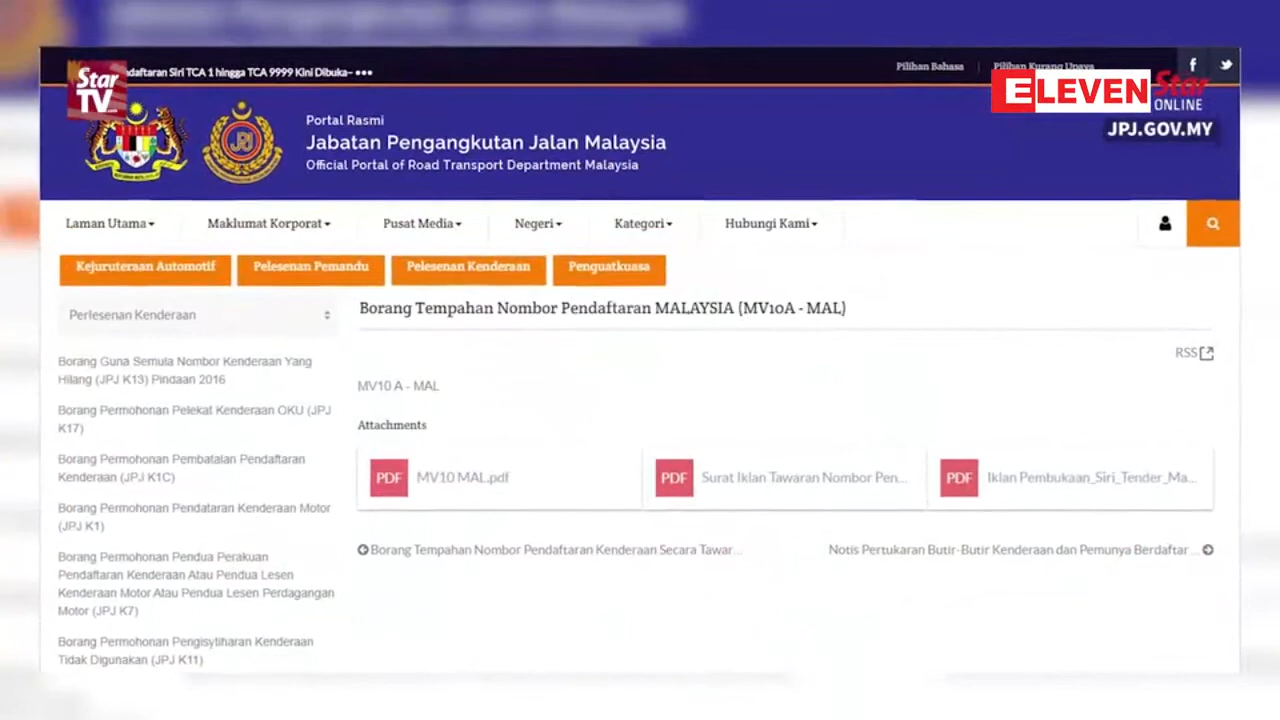 Star
TV
ndaftaran Siri TCA 1 hingga TCA 9999 Kini Dibuka~ •••
Pilihan Bahasa
Pilihan Kurang Upaya
ELEVEN
Star
ONLINE
JPJ.GOV.MY
Portal Rasmi
Jabatan Pengangkutan Jalan Malaysia
Official Portal of Road Transport Department Malaysia
Laman Utama
Maklumat Korporat
Pusat Media
Negeri
Kategori
Hubungi Kami
Kejuruteraan Automotif
Pelesenan Pemandu
Pelesenan Kenderaan
Penguatkuasa
Perlesenan Kenderaan
Borang Guna Semula Nombor Kenderaan Yang
Hilang (JPJ K13) Pindaan 2016
Borang Permohonan Pelekat Kenderaan OKU (JPJ
K17)
Borang Permohonan Pembatalan Pendaftaran
Kenderaan (JPJ K1C)
Borang Permohonan Pendataran Kenderaan Motor
(JPJ K1)
Borang Permohonan Pendua Perakuan
Pendaftaran Kenderaan Atau Pendua Lesen
Kenderaan Motor Atau Pendua Lesen Perdagangan
Motor (JPJ K7)
Borang Permohonan Pengisytiharan Kenderaan
Tidak Digunakan (JPJ K11)
Borang Tempahan Nombor Pendaftaran MALAYSIA (MV10A - MAL)
RSS
MV10 A - MAL
Attachments
PDF MV10 MAL.pdf
PDF Surat Iklan Tawaran Nombor Pen...
PDF Iklan Pembukaan_Siri_Tender_Ma...
Borang Tempahan Nombor Pendaftaran Kenderaan Secara Tawar...
Notis Pertukaran Butir-Butir Kenderaan dan Pemunya Berdaftar ...